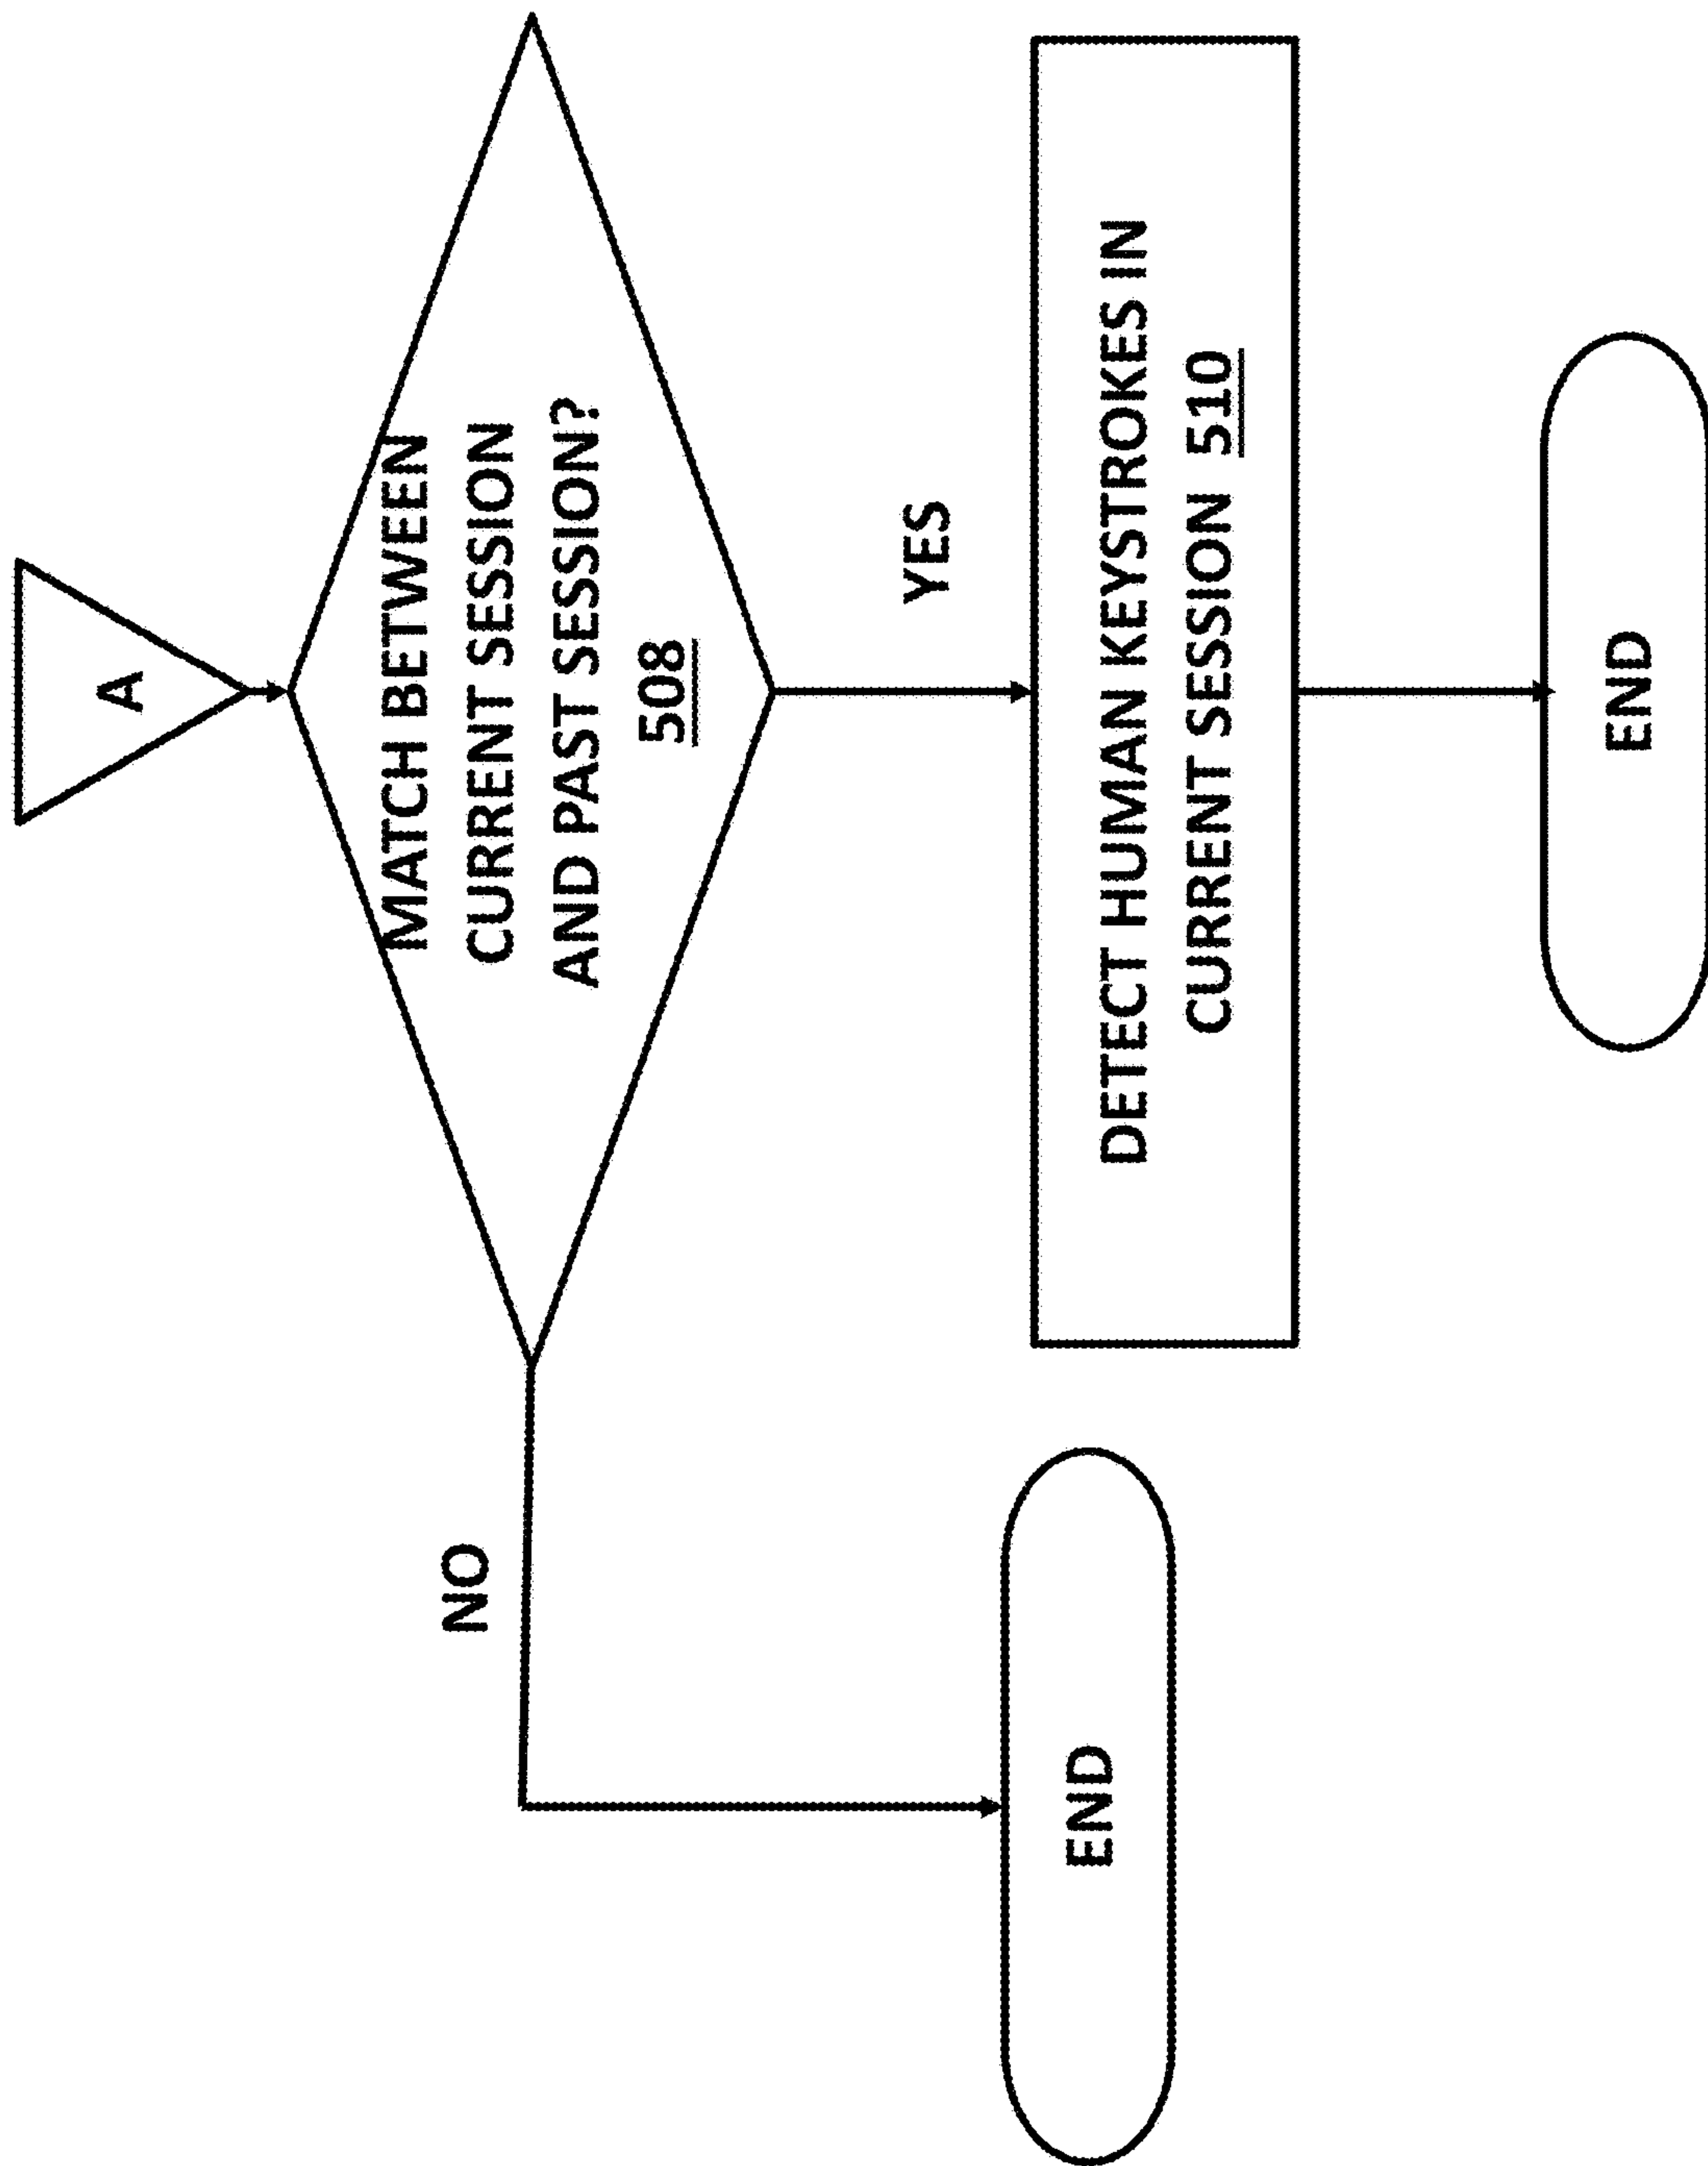 A
MATCH BETWEEN
CURRENT SESSION
AND PAST SESSION?
508
NO
YES
END
DETECT HUMAN KEYSTROKES IN
CURRENT SESSION 510
END